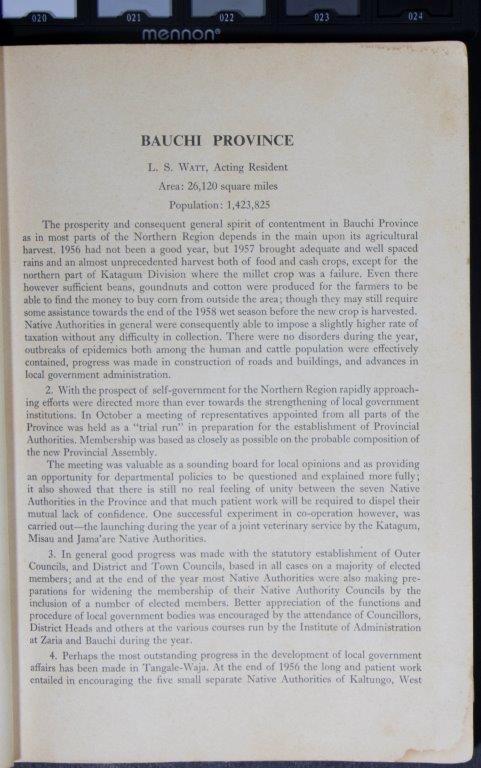 020 021 022 023 024
mennon®
BAUCHI PROVINCE
L. S. WATT, Acting Resident
Area: 26,120 square miles
Population: 1,423,825
The prosperity and consequent general spirit of contentment in Bauchi Province
as in most parts of the Northern Region depends in the main upon its agricultural
harvest. 1956 had not been a good year, but 1957 brought adequate and well spaced
rains and an almost unprecedented harvest both of food and cash crops, except for the
northern part of Katagum Division where the millet crop was a failure. Even there
however sufficient beans, groundnuts and cotton were produced for the farmers to be
able to find the money to buy corn from outside the area; though they may still require
some assistance towards the end of the 1958 wet season before the new crop is harvested.
Native Authorities in general were consequently able to impose a slightly higher rate of
taxation without any difficulty in collection. There were no disorders during the year,
outbreaks of epidemics both among the human and cattle population were effectively
contained, progress was made in construction of roads and buildings, and advances in
local government administration.
2. With the prospect of self-government for the Northern Region rapidly approach-
ing efforts were directed more than ever towards the strengthening of local government
institutions. In October a meeting of representatives appointed from all parts of the
Province was held as a "trial run" in preparation for the establishment of Provincial
Authorities. Membership was based as closely as possible on the probable composition of
the new Provincial Assembly.
The meeting was valuable as a sounding board for local opinions and as providing
an opportunity for departmental policies to be questioned and explained more fully;
it also showed that there is still no real feeling of unity between the seven Native
Authorities in the Province and that much patient work will be required to dispel their
mutual lack of confidence. One successful experiment in co-operation however, was
carried out—the launching during the year of a joint veterinary service by the Katagum,
Misau and Jama'are Native Authorities.
3. In general good progress was made with the statutory establishment of Outer
Councils, and District and Town Councils, based in all cases on a majority of elected
members; and at the end of the year most Native Authorities were also making pre-
parations for widening the membership of their Native Authority Councils by the
inclusion of a number of elected members. Better appreciation of the functions and
procedure of local government bodies was encouraged by the attendance of Councillors,
District Heads and others at the various courses run by the Institute of Administration
at Zaria and Bauchi during the year.
4. Perhaps the most outstanding progress in the development of local government
affairs has been made in Tangale-Waja. At the end of 1956 the long and patient work
entailed in encouraging the five small separate Native Authorities of Kaltungo, West